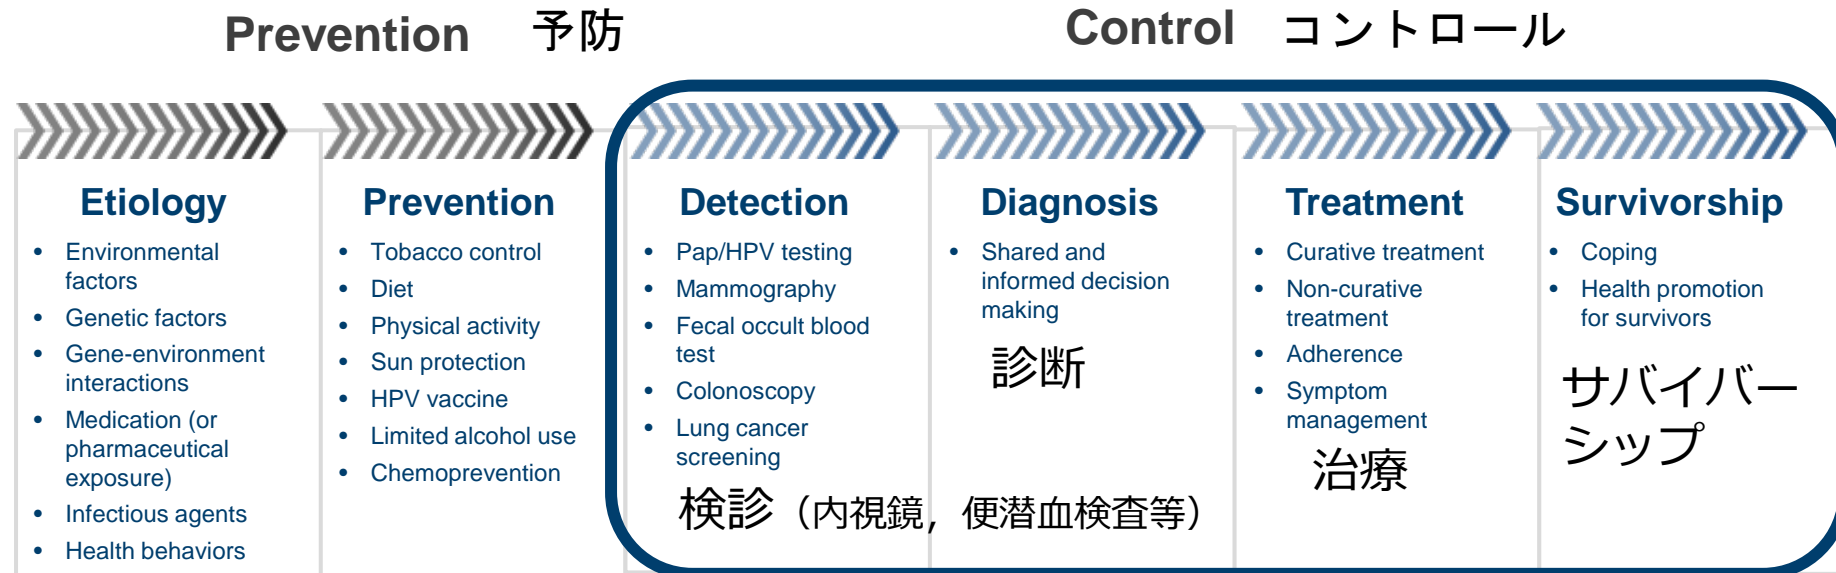 Prevention 予防
Control コントロール
Etiology
• Environmental
factors
• Genetic factors
• Gene-environment
interactions
• Medication (or
pharmaceutical
exposure)
• Infectious agents
• Health behaviors
Prevention
• Tobacco control
• Diet
• Physical activity
• Sun protection
• HPV vaccine
• Limited alcohol use
• Chemoprevention
Detection
• Pap/HPV testing
• Mammography
• Fecal occult blood
test
• Colonoscopy
• Lung cancer
screening
検診（内視鏡，便潜血検査等）
Diagnosis
• Shared and
informed decision
making
診断
Treatment
• Curative treatment
• Non-curative
treatment
• Adherence
• Symptom
management
治療
Survivorship
• Coping
• Health promotion
for survivors
サバイバー
シップ